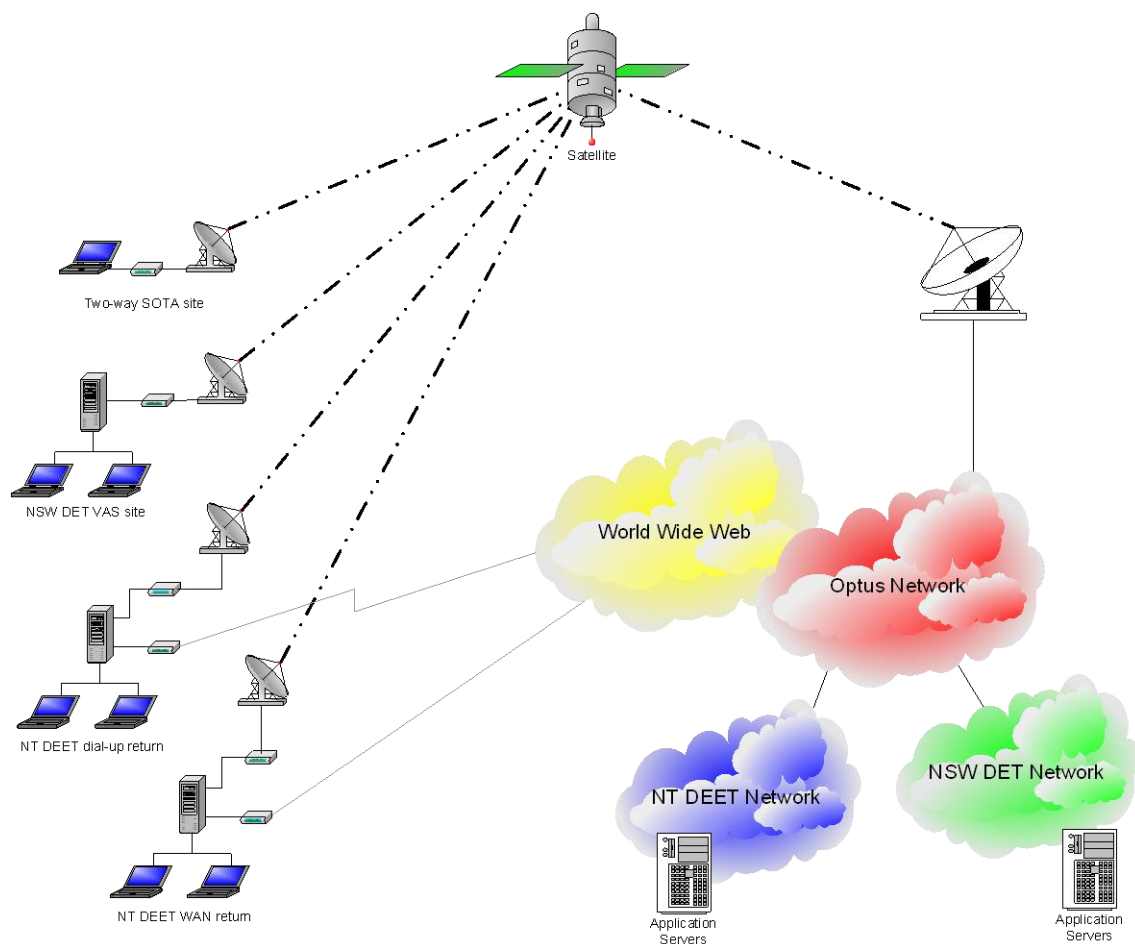 Satellite
Two-way SOTA site
NSW DET VAS site
World Wide Web
Optus Network
NT DEET dial-up return
NT DEET Network
NSW DET Network
NT DEET WAN return
Application
Servers
Application
Servers